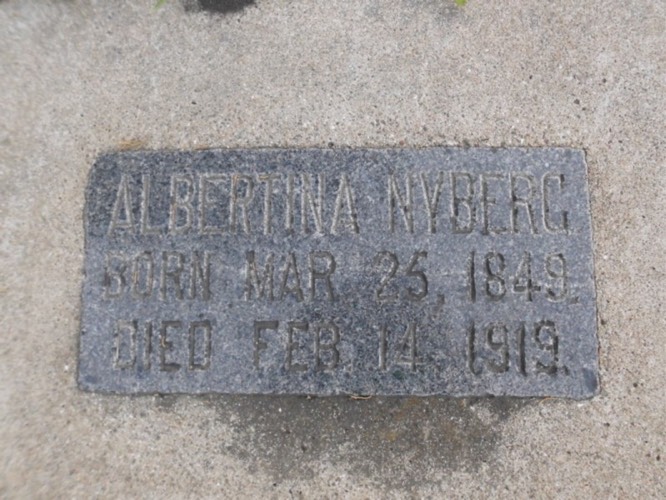 ALBERTINA NYBERG
BORN MAR. 25, 1849.
DIED FEB. 14, 1919.